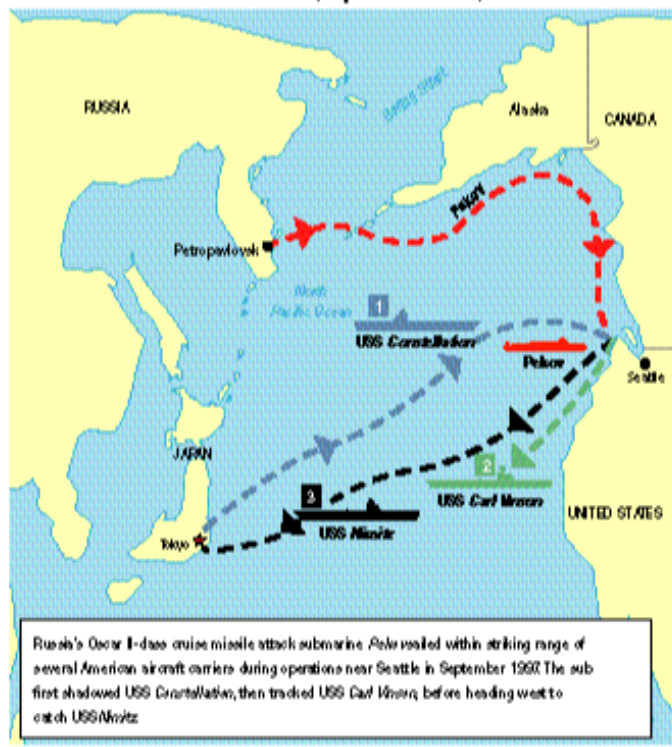 RUSSIA
Alaska
CANADA
Bering Strait
Pskov
Petropavlovsk
North
Pacific Ocean
1
USS Constellation
Pskov
Seattle
JAPAN
2
USS Carl Vinson
3
USS Nimitz
UNITED STATES
Tokyo
Russia's Oscar II-class cruise missile attack submarine sailed within striking range of
several American aircraft carriers during operations near Seattle in September 1997. The sub
first shadowed USS Constellation, then tracked USS Carl Vinson, before heading west to
catch USS Nimitz